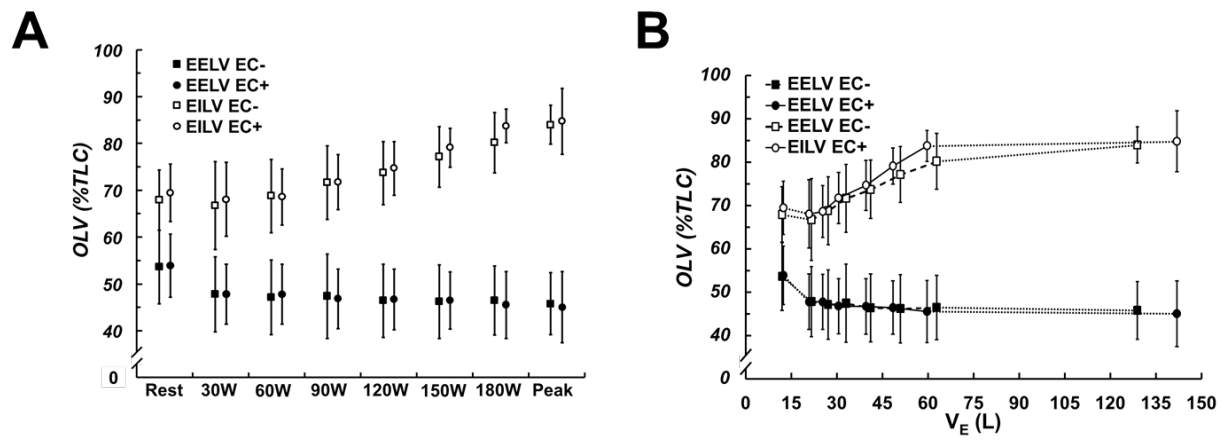 A
OLV (%TLC)
100
90
80
70
60
50
40
0
EELV EC-
EELV EC+
EILV EC-
EILV EC+
Rest 30W 60W 90W 120W 150W 180W Peak
B
OLV (%TLC)
100
90
80
70
60
50
40
0
EELV EC-
EELV EC+
EELV EC-
EILV EC+
0 15 30 45 60 75 90 105 120 135 150
VE (L)